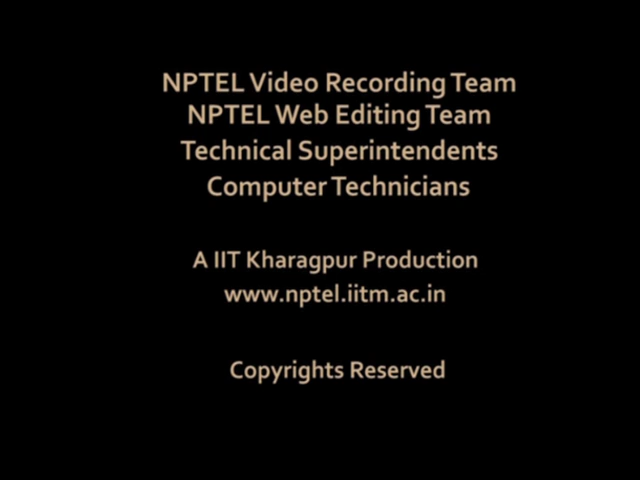 NPTEL Video Recording Team
NPTEL Web Editing Team
Technical Superintendents
Computer Technicians
A IIT Kharagpur Production
www.nptel.iitm.ac.in
Copyrights Reserved